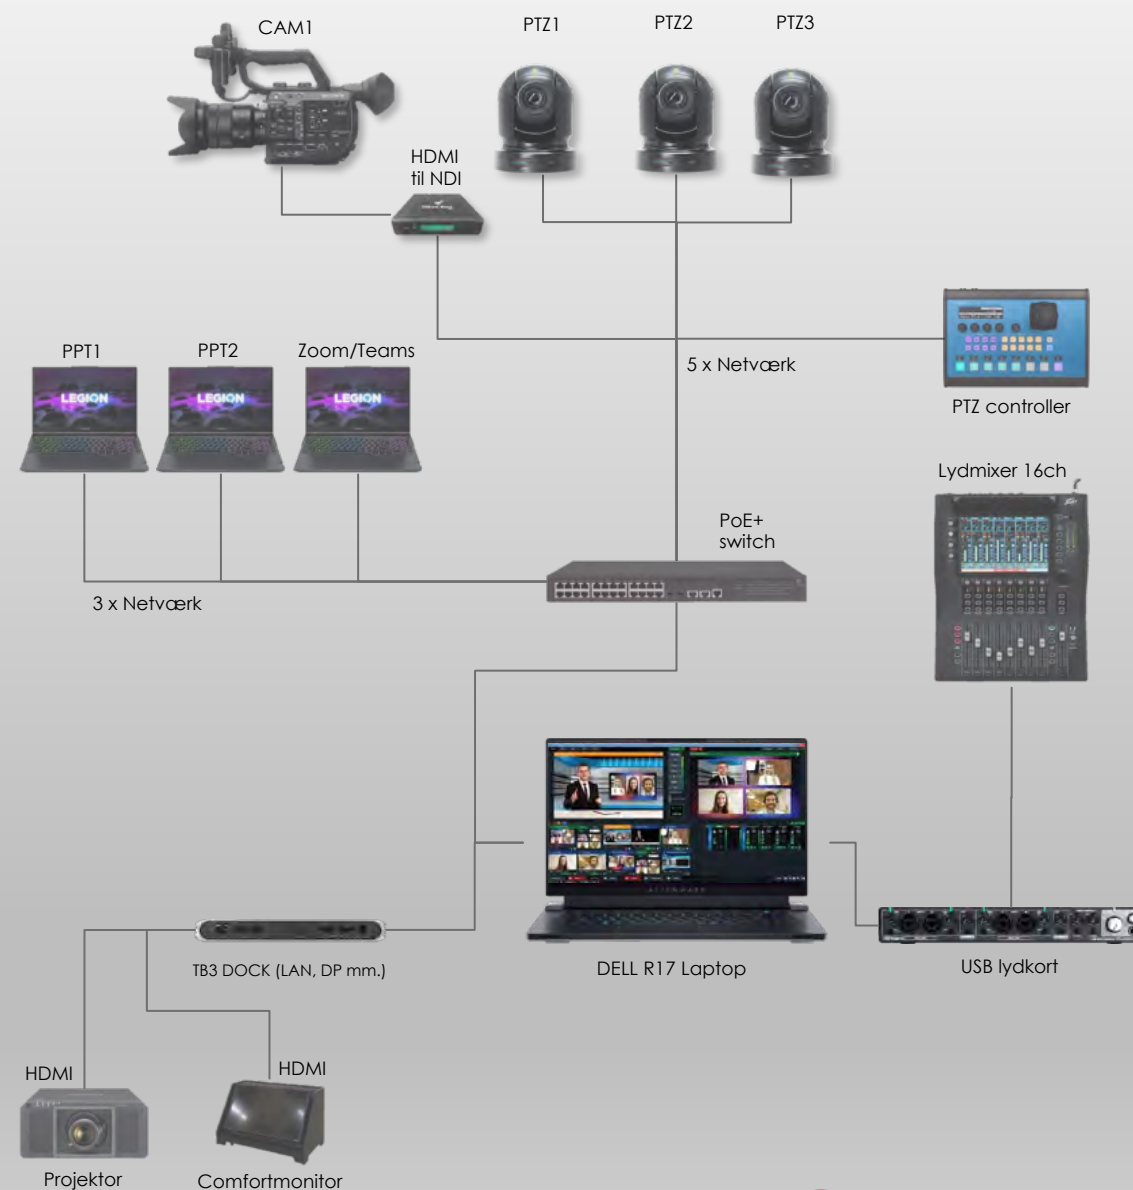 CAM1
PTZ1
PTZ2
PTZ3
HDMI
til NDI
PTZ controller
5 x Netværk
PPT1
PPT2
Zoom/Teams
LEGION
LEGION
LEGION
Lydmixer 16ch
PoE+
switch
3 x Netværk
ALIENWARE
TB3 DOCK (LAN, DP mm.)
DELL R17 Laptop
USB lydkort
HDMI
HDMI
Projektor
Comfortmonitor